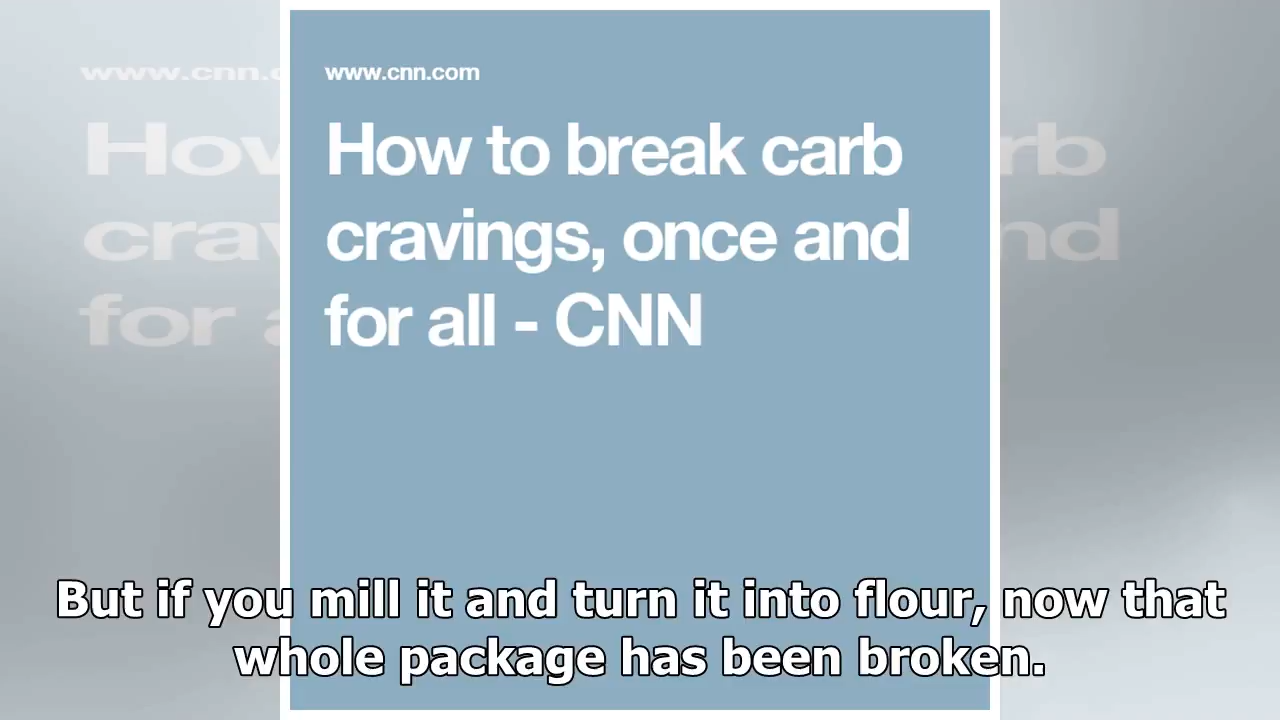 www.cnn.com
How to break carb
cravings, once and
for all - CNN
But if you mill it and turn it into flour, now that
whole package has been broken.